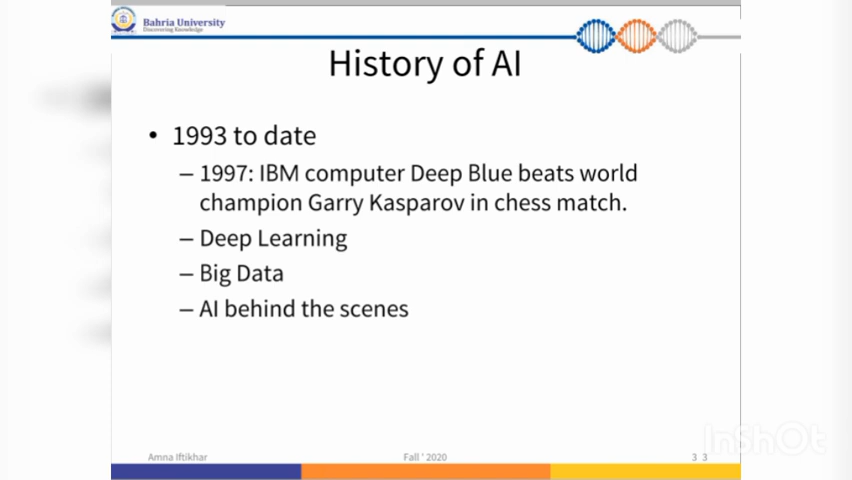 Bahria University
Discovering Knowledge
History of AI
• 1993 to date
– 1997: IBM computer Deep Blue beats world
champion Garry Kasparov in chess match.
– Deep Learning
– Big Data
– AI behind the scenes
Amna Iftikhar
Fall ' 2020
3 3
InShOt